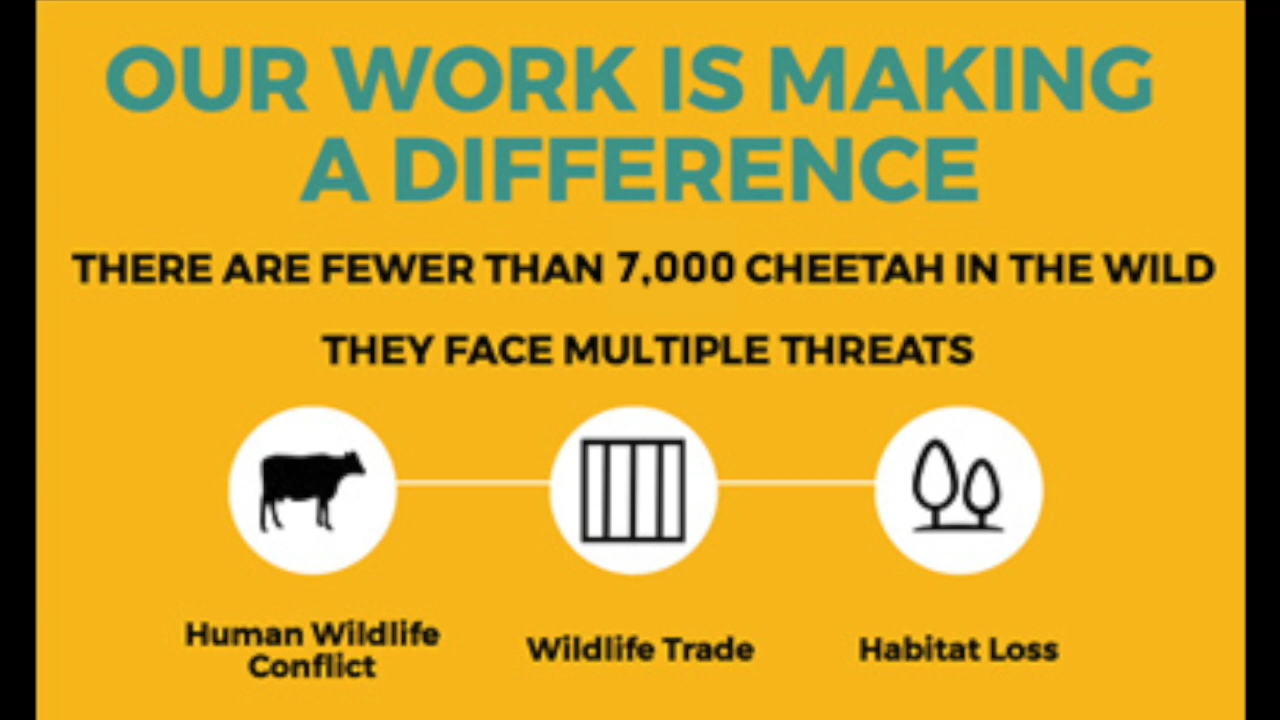 OUR WORK IS MAKING
A DIFFERENCE
THERE ARE FEWER THAN 7,000 CHEETAH IN THE WILD
THEY FACE MULTIPLE THREATS
Human Wildlife
Conflict
Wildlife Trade
Habitat Loss